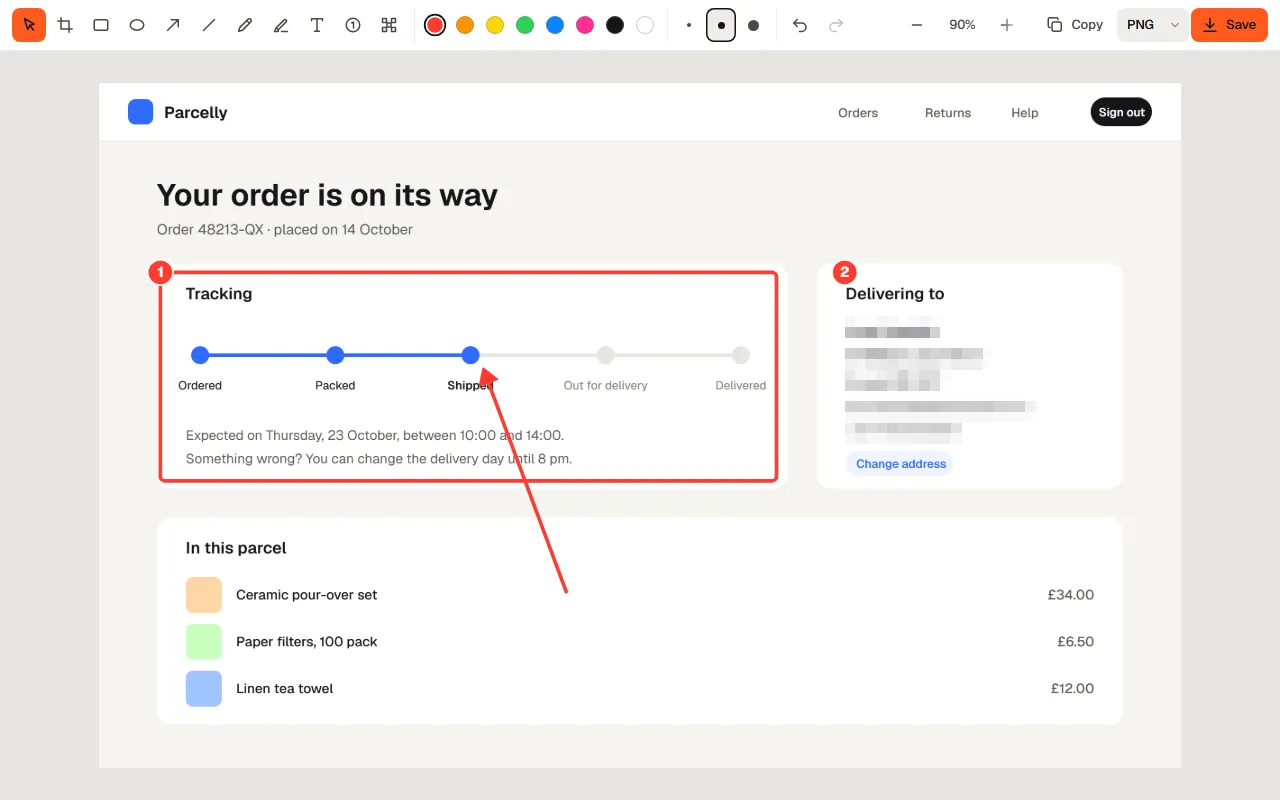 1
90%
Copy
PNG
Save
Parcelly
Orders
Returns
Help
Sign out
Your order is on its way
Order 48213-QX · placed on 14 October
1
Tracking
Ordered
Packed
Shipped
Out for delivery
Delivered
Expected on Thursday, 23 October, between 10:00 and 14:00.
Something wrong? You can change the delivery day until 8 pm.
2
Delivering to
Change address
In this parcel
Ceramic pour-over set
£34.00
Paper filters, 100 pack
£6.50
Linen tea towel
£12.00